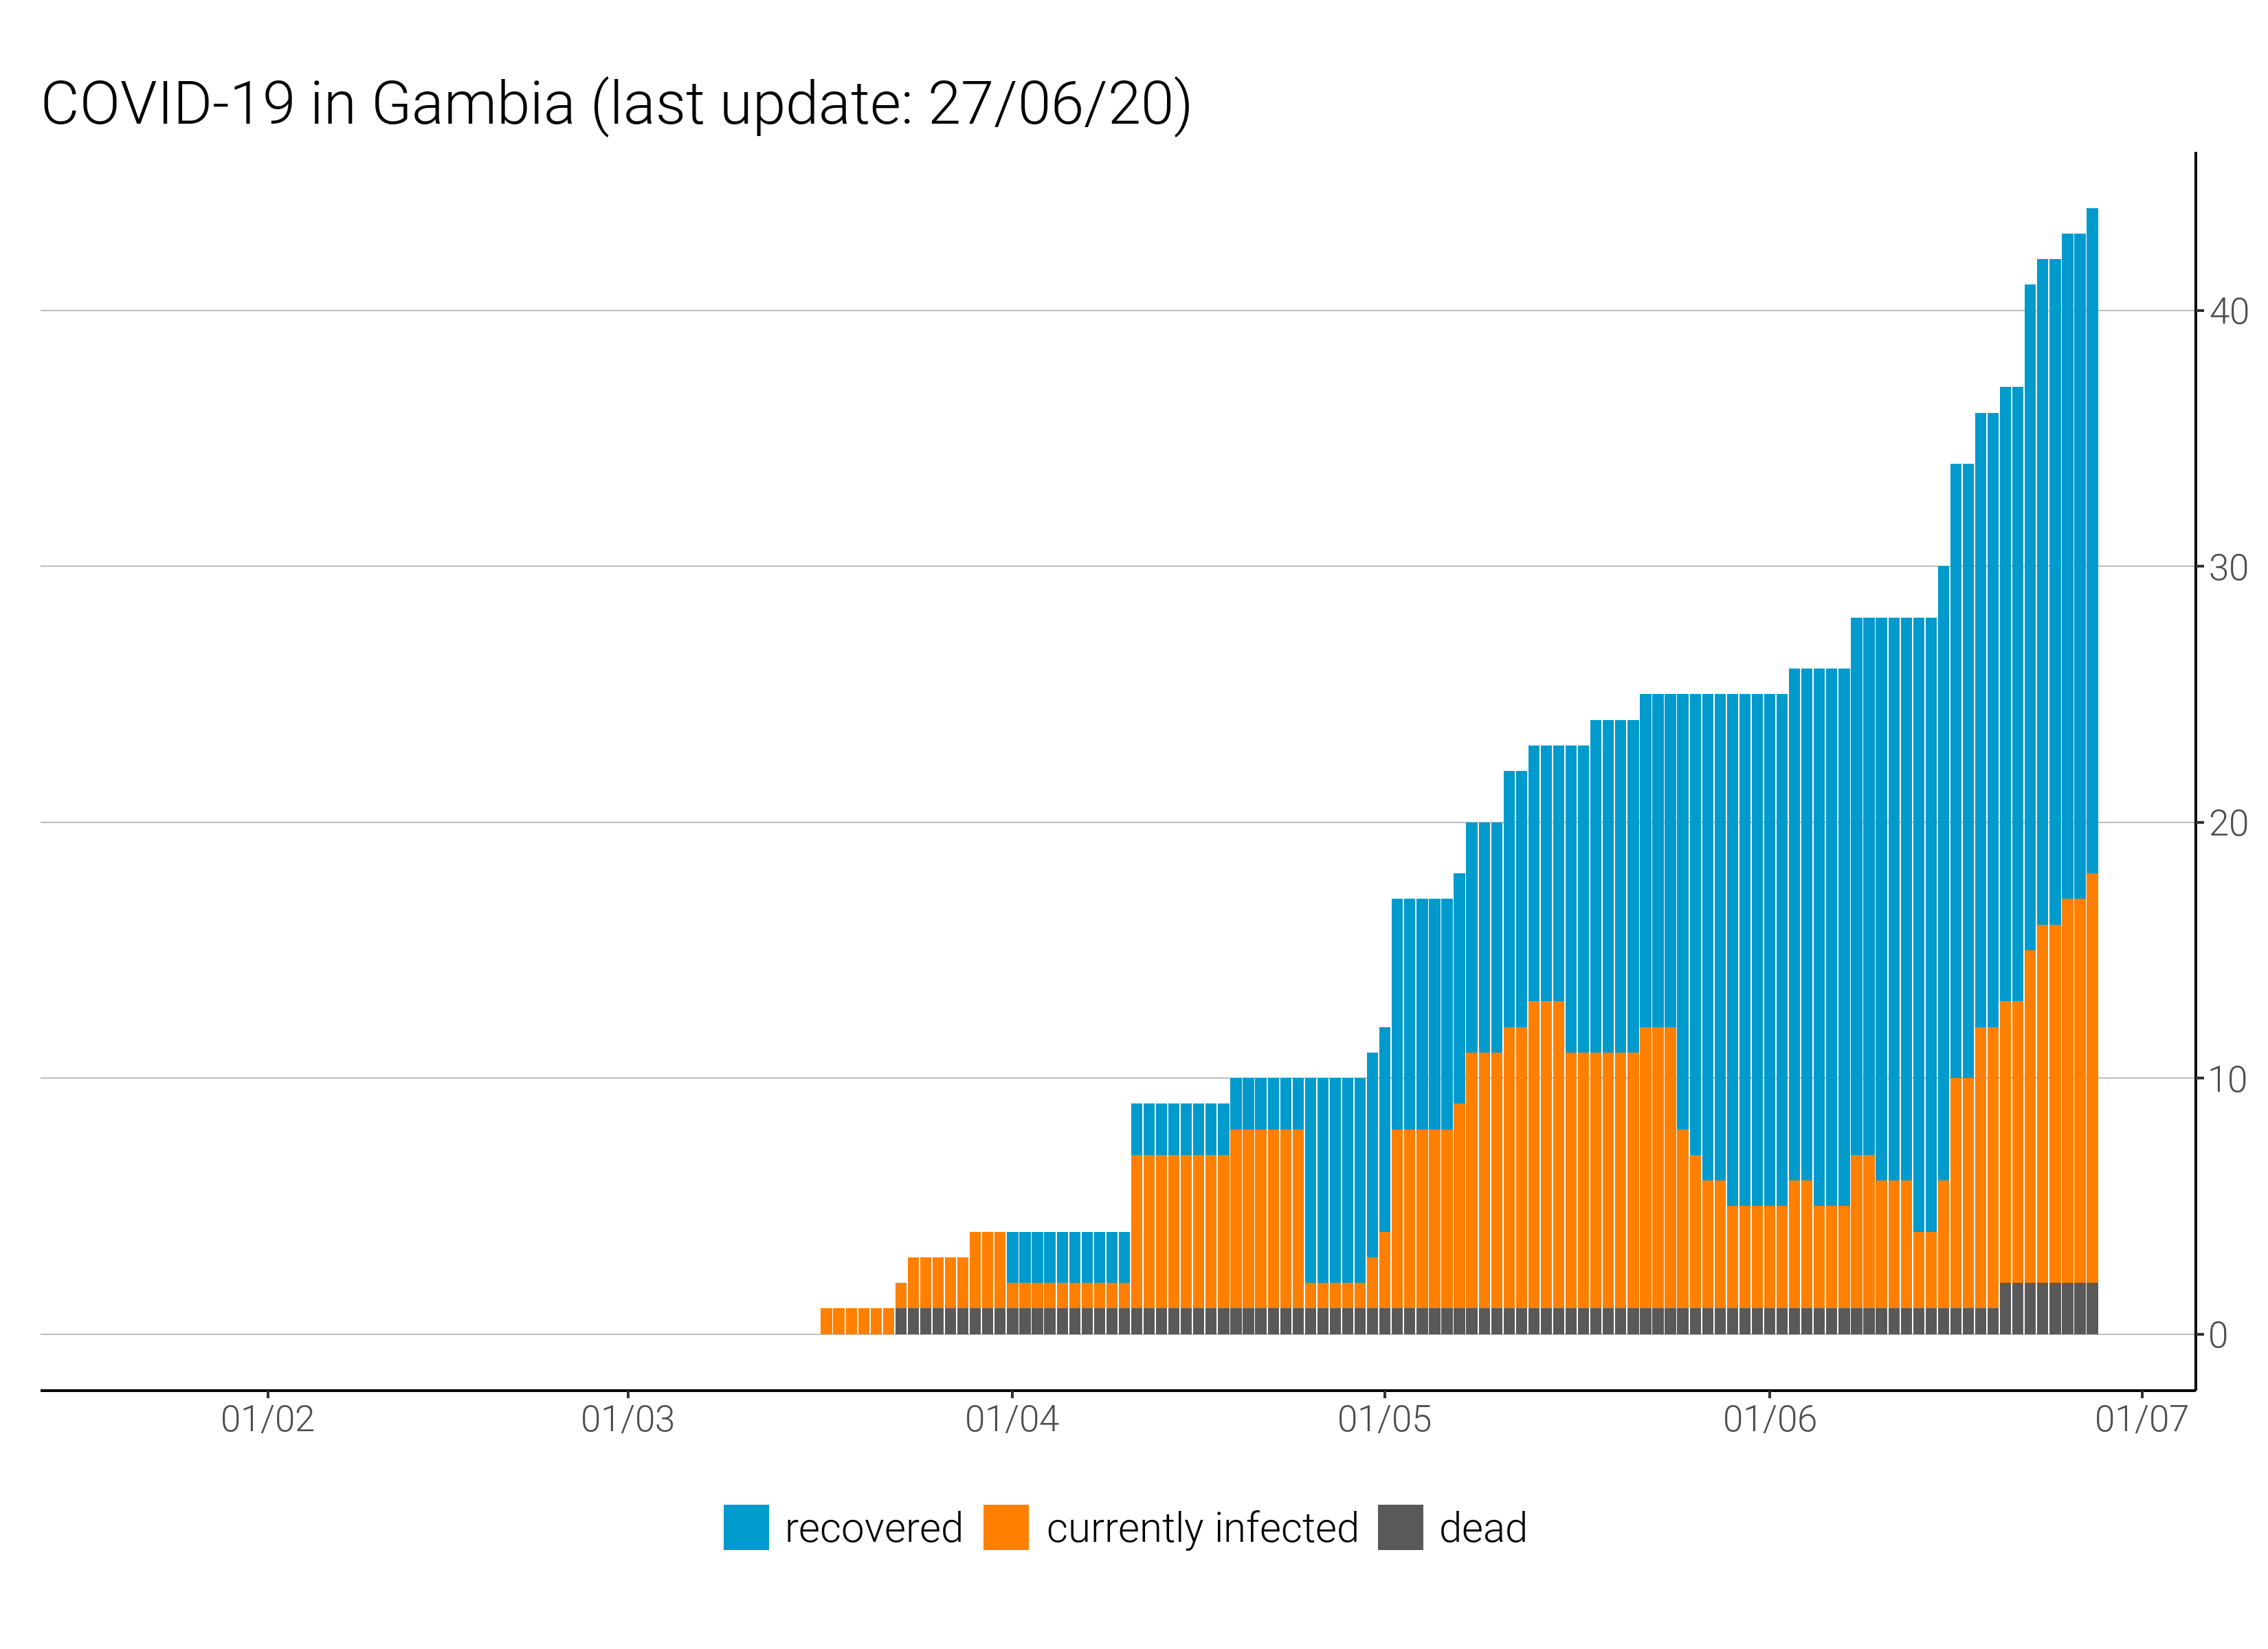 COVID-19 in Gambia (last update: 27/06/20)
40
30
20
10
0
01/02 01/03 01/04 01/05 01/06 01/07
recovered currently infected dead